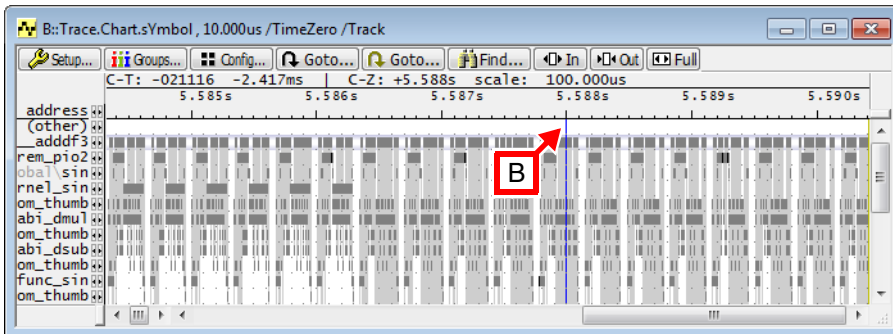 B::Trace.Chart.sYmbol , 10.000us /TimeZero /Track
Setup... Groups... Config... Goto... Goto... Find... In Out Full
C-T: -021116 -2.417ms | C-Z: +5.588s scale: 100.000us
5.585s 5.586s 5.587s 5.588s 5.589s 5.590s
address
(other)
__adddf3
rem_pio2
obal\sin
rnel_sin
om_thumb
abi_dmul
om_thumb
abi_dsub
om_thumb
func_sin
om_thumb
B